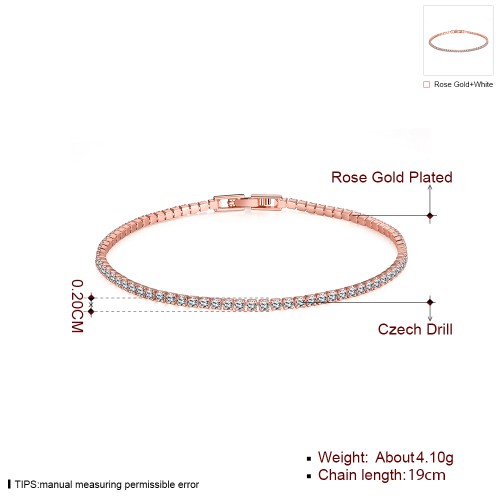 Rose Gold+White
Rose Gold Plated
0.20CM
Czech Drill
Weight: About4.10g
Chain length:19cm
TIPS:manual measuring permissible error